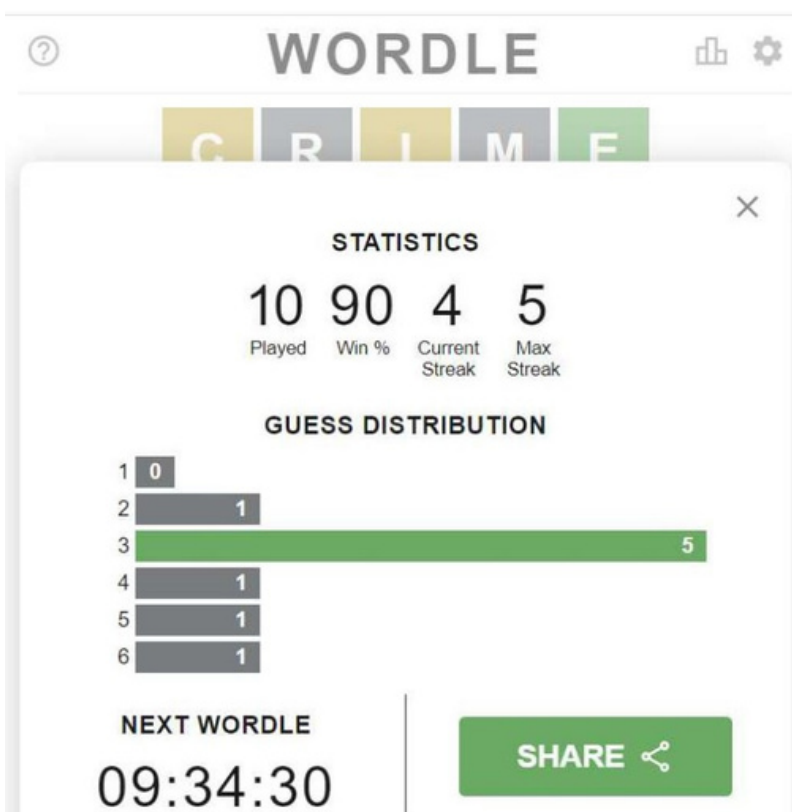 ?
WORDLE
C R I M E
STATISTICS
10 90 4 5
Played Win % Current Max
Streak Streak
GUESS DISTRIBUTION
1 0
2 1
3 5
4 1
5 1
6 1
NEXT WORDLE
SHARE
09:34:30